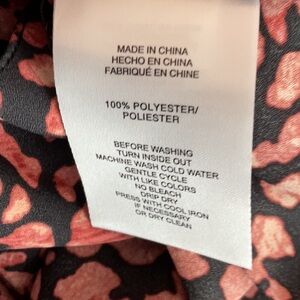 MADE IN CHINA
HECHO EN CHINA
FABRIQUÉ EN CHINE
100% POLYESTER/
POLIESTER
BEFORE WASHING
TURN INSIDE OUT
MACHINE WASH COLD WATER
GENTLE CYCLE
WITH LIKE COLORS
NO BLEACH
DRIP DRY
PRESS WITH COOL IRON
IF NECESSARY
OR DRY CLEAN